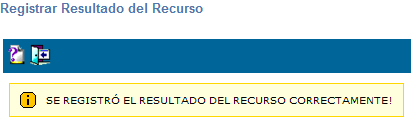 Registrar Resultado del Recurso
SE REGISTRÓ EL RESULTADO DEL RECURSO CORRECTAMENTE!